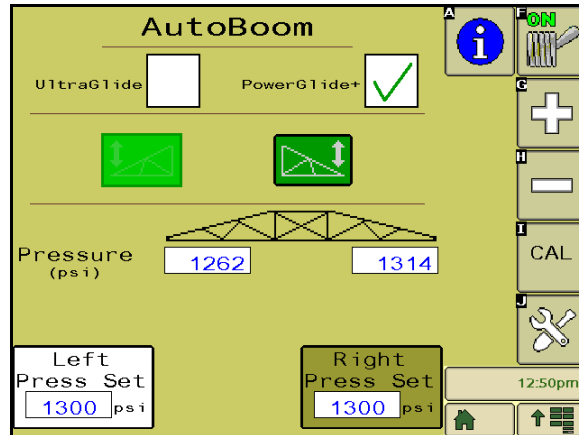 AutoBoom
A
F
ON
UltraGlide
PowerGlide+
G
H
I
CAL
Pressure
(psi)
1262
1314
J
Left
Press Set
1300 psi
Right
Press Set
1300 psi
12:50pm